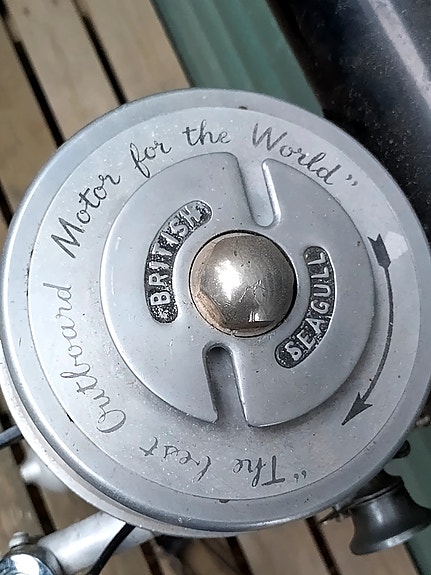 "The best Outboard Motor for the World"
BRITISH
SEAGULL